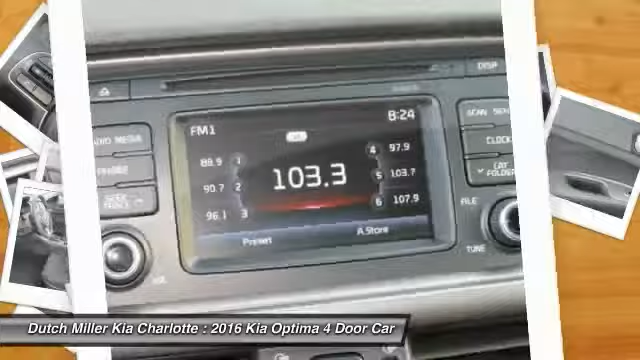 DISP
FM1
8:24
88.9 1
4 97.9
103.3
90.7 2
5 103.7
96.1 3
6 107.9
Preset
A.Store
CLOCK
CAT
FOLDER
FILE
TUNE
Dutch Miller Kia Charlotte : 2016 Kia Optima 4 Door Car